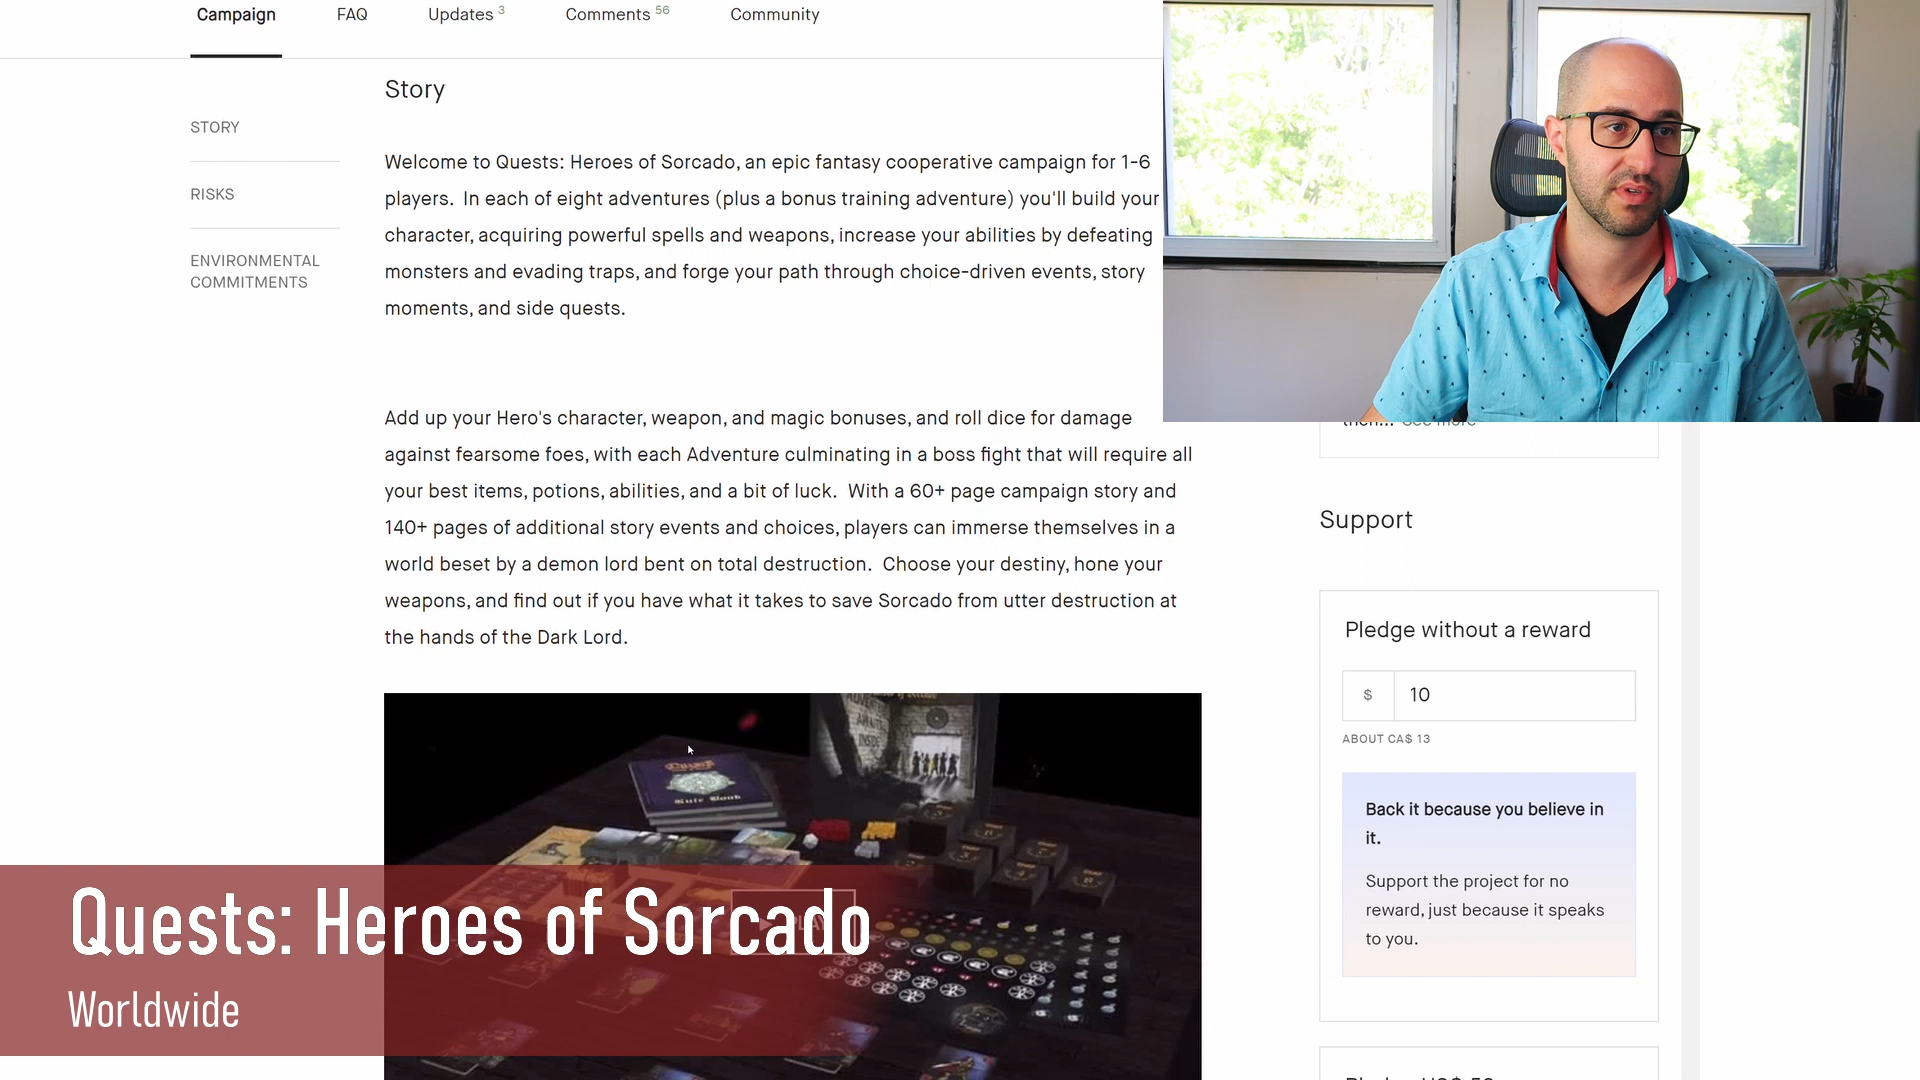 Campaign
FAQ
Updates 3
Comments 56
Community
STORY
RISKS
ENVIRONMENTAL
COMMITMENTS
Story
Welcome to Quests: Heroes of Sorcado, an epic fantasy cooperative campaign for 1-6
players. In each of eight adventures (plus a bonus training adventure) you'll build your
character, acquiring powerful spells and weapons, increase your abilities by defeating
monsters and evading traps, and forge your path through choice-driven events, story
moments, and side quests.
Add up your Hero's character, weapon, and magic bonuses, and roll dice for damage
against fearsome foes, with each Adventure culminating in a boss fight that will require all
your best items, potions, abilities, and a bit of luck. With a 60+ page campaign story and
140+ pages of additional story events and choices, players can immerse themselves in a
world beset by a demon lord bent on total destruction. Choose your destiny, hone your
weapons, and find out if you have what it takes to save Sorcado from utter destruction at
the hands of the Dark Lord.
Quests
Rule Book
Quests: Heroes of Sorcado
Worldwide
See more
Support
Pledge without a reward
$ 10
ABOUT CA$ 13
Back it because you believe in
it.
Support the project for no
reward, just because it speaks
to you.